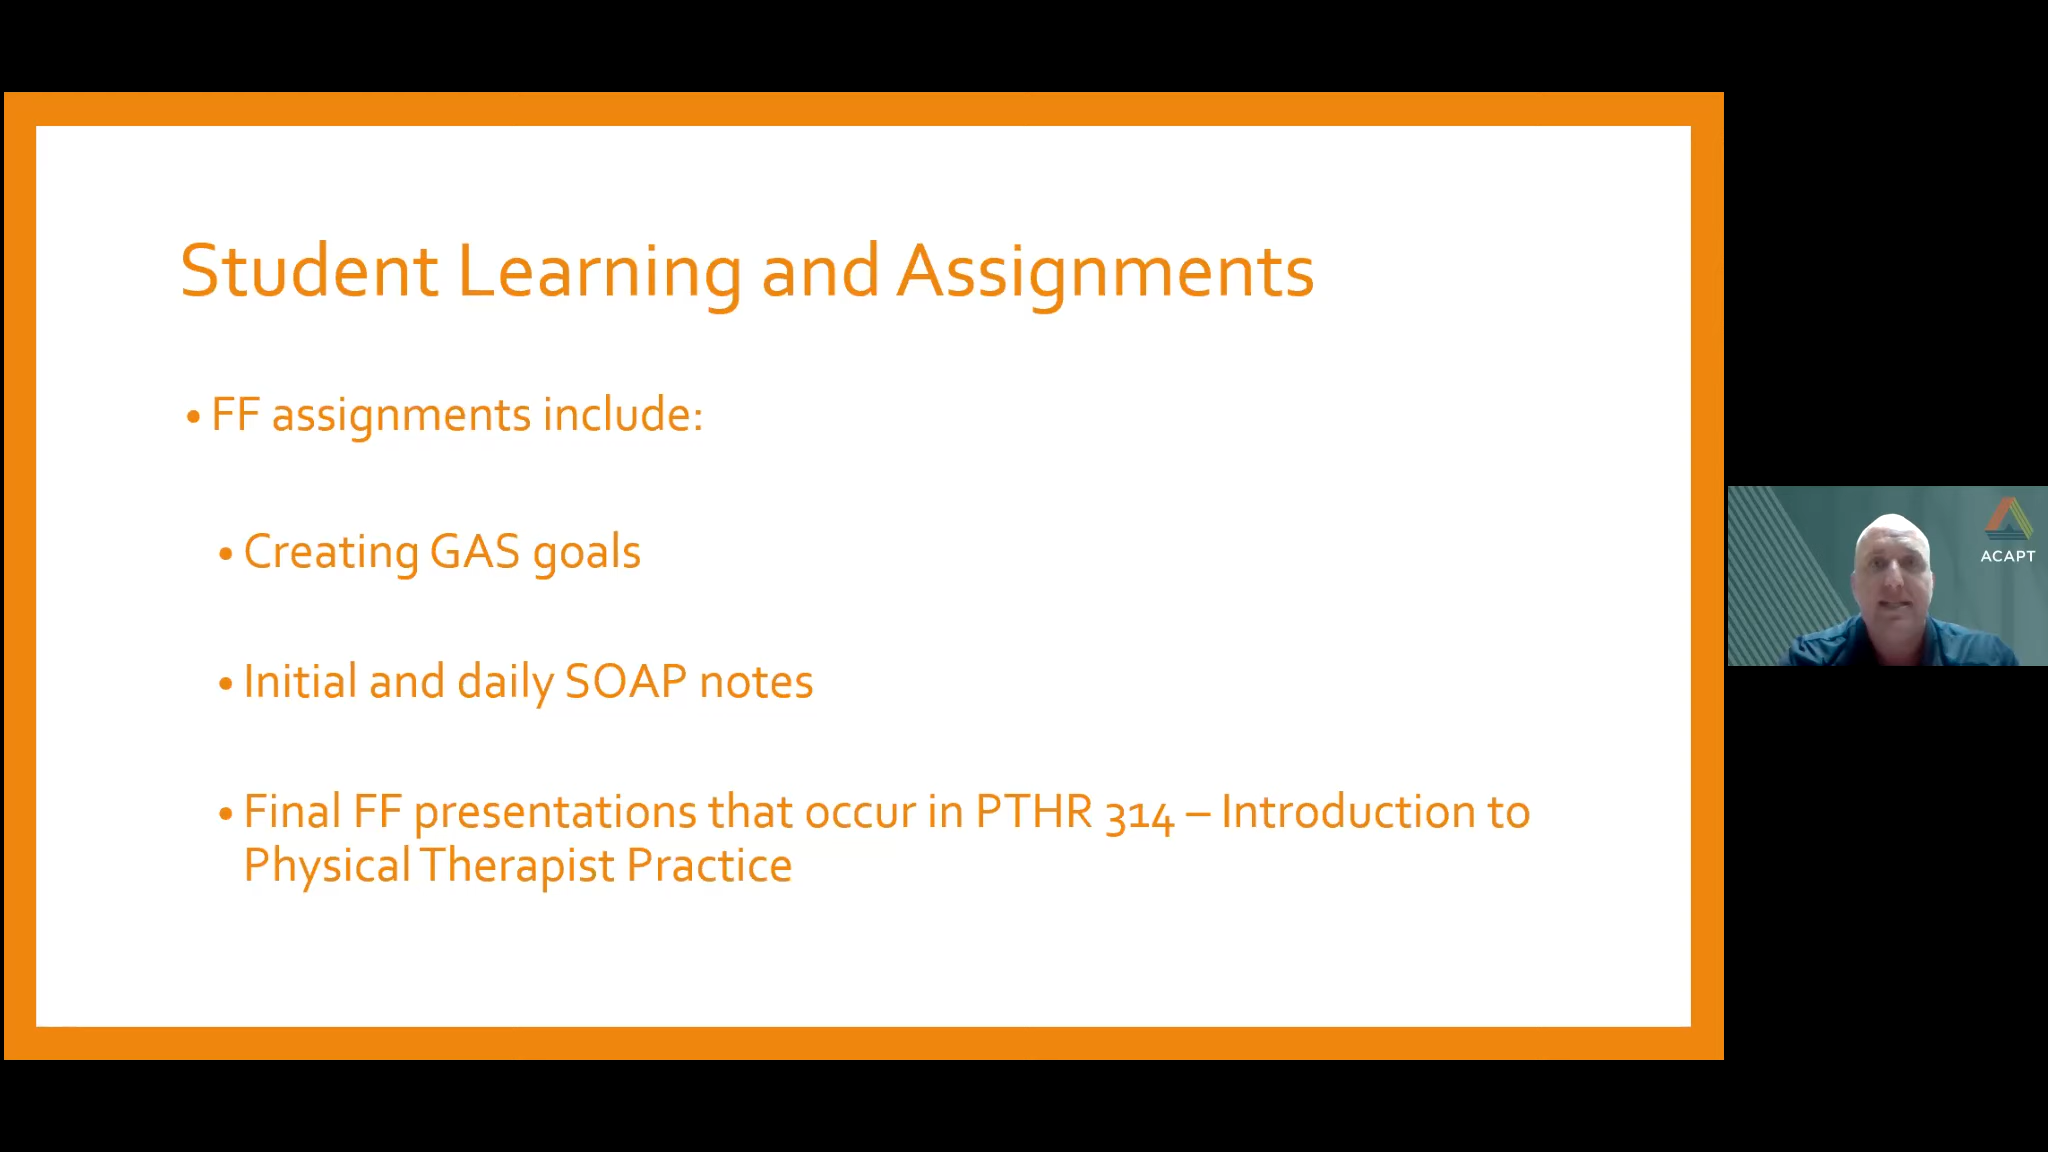 Student Learning and Assignments
• FF assignments include:
• Creating GAS goals
• Initial and daily SOAP notes
• Final FF presentations that occur in PTHR 314 – Introduction to
Physical Therapist Practice
ACAPT